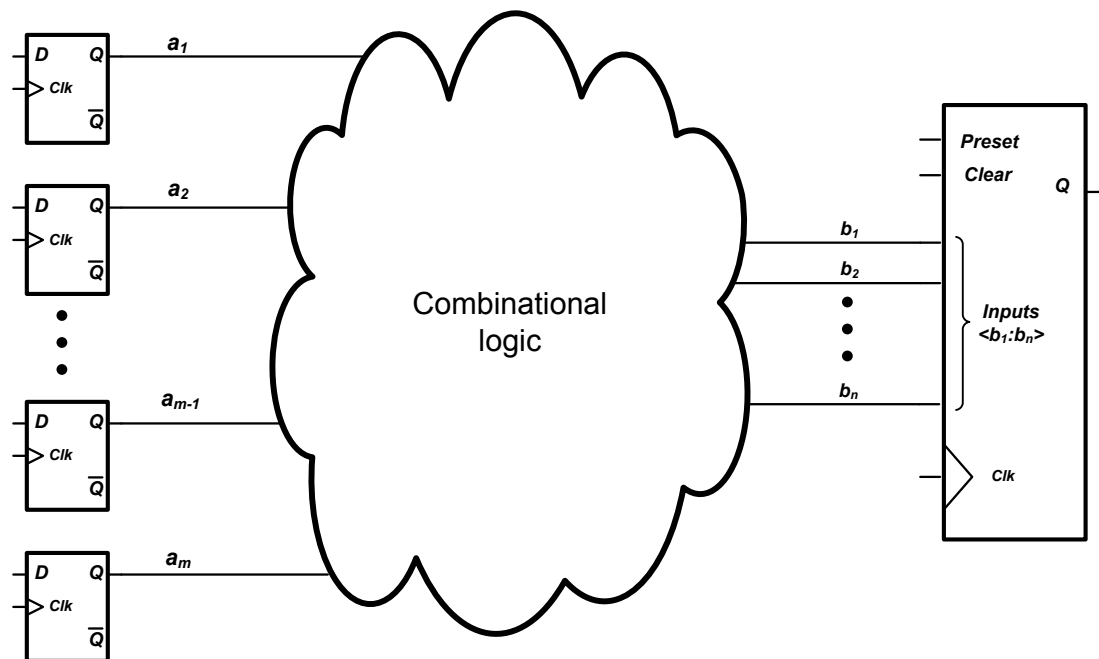 D Q a1
Clk
Q̅
D Q a2
Clk
Q̅
D Q am-1
Clk
Q̅
D Q am
Clk
Q̅
Combinational
logic
b1
b2
bn
Preset
Clear
Q
Inputs
<b1:bn>
Clk